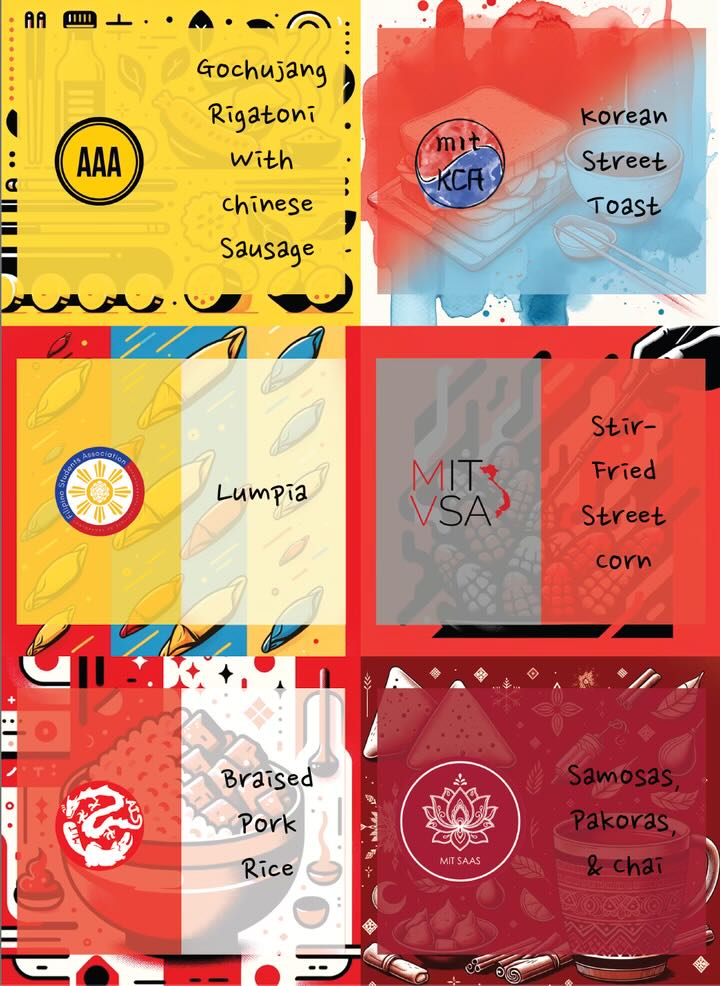 AAA
Gochujang
Rigatoni
With
Chinese
Sausage
mit
KCA
Korean
Street
Toast
Filipino Students Association
Lumpia
MIT
VSA
Stir-
Fried
Street
Corn
Braised
Pork
Rice
MIT SAAS
Samosas,
Pakoras,
& Chai